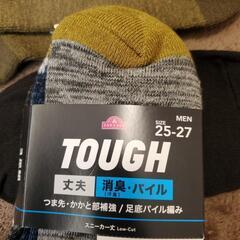 MEN
SIZE 25-27
TOUGH
丈夫 消臭・パイル
つま先・かかと部補強/足底パイル編み
スニーカー丈 Low-Cut